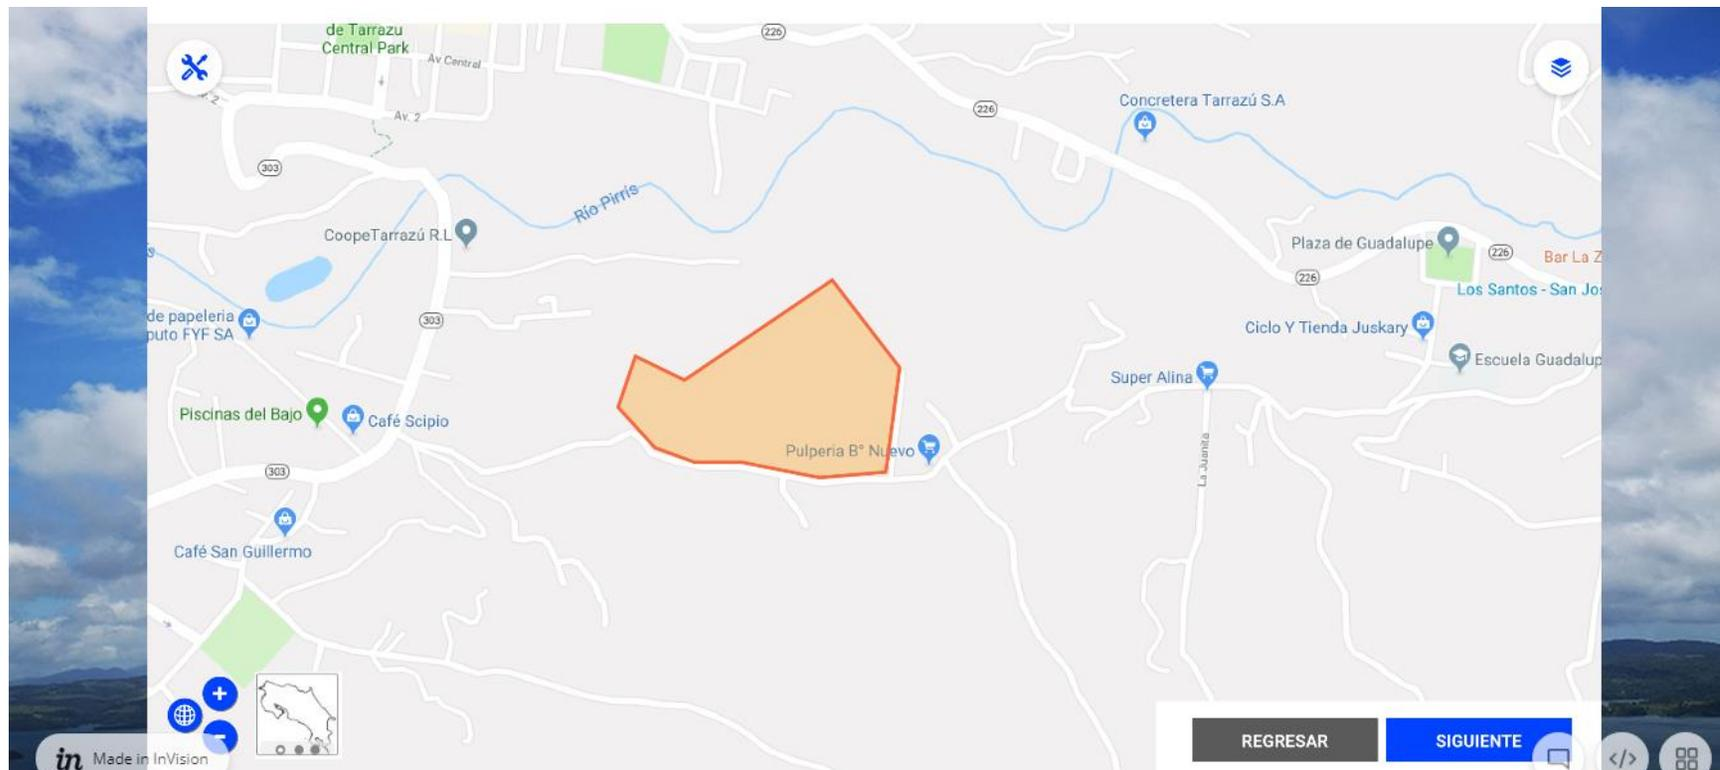 de Tarrazu
Central Park
Av Central
226
Av. 2
226
Concretera Tarrazú S.A
303
Río Pirris
CoopeTarrazú R.L
Plaza de Guadalupe
226
Bar La Z
226
Los Santos - San Jos
de papeleria
puto FYF SA
303
Ciclo Y Tienda Juskary
Escuela Guadalup
Super Alina
Piscinas del Bajo
Café Scipio
Pulperia B° Nuevo
La Juanita
303
Café San Guillermo
REGRESAR
SIGUIENTE
in Made in InVision